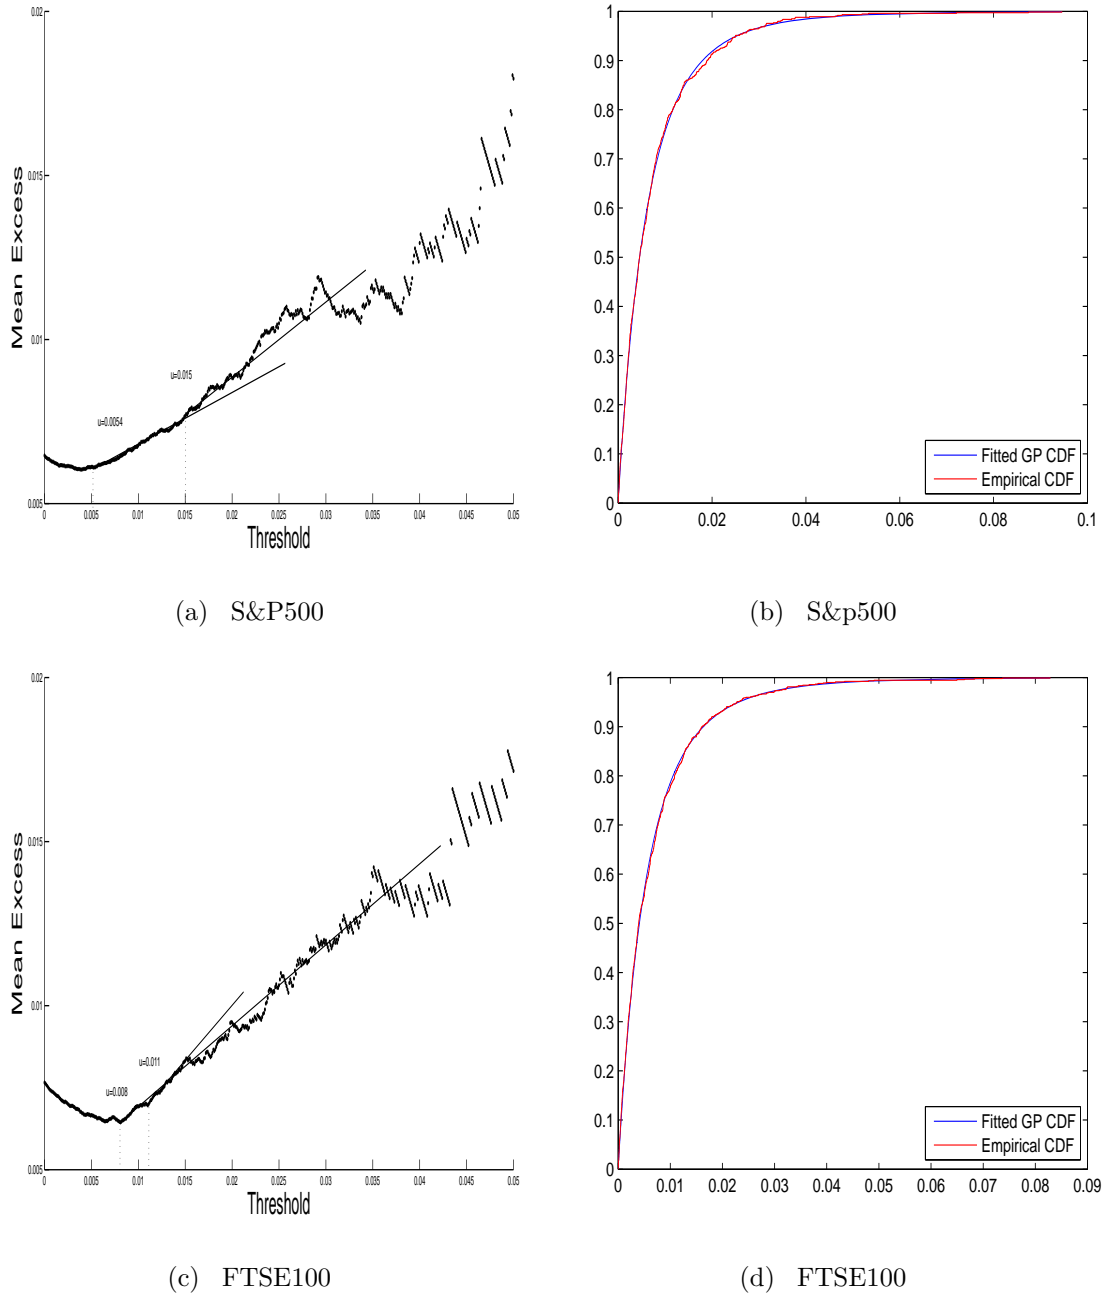 0.02
0.015
0.01
0.005
Mean Excess
u=0.0054
u=0.015
0 0.005 0.01 0.015 0.02 0.025 0.03 0.035 0.04 0.045 0.05
Threshold
(a) S&P500
1
0.9
0.8
0.7
0.6
0.5
0.4
0.3
0.2
0.1
0
Fitted GP CDF
Empirical CDF
0 0.02 0.04 0.06 0.08 0.1
(b) S&p500
0.02
0.015
0.01
0.005
Mean Excess
u=0.008
u=0.011
0 0.005 0.01 0.015 0.02 0.025 0.03 0.035 0.04 0.045 0.05
Threshold
(c) FTSE100
1
0.9
0.8
0.7
0.6
0.5
0.4
0.3
0.2
0.1
0
Fitted GP CDF
Empirical CDF
0 0.01 0.02 0.03 0.04 0.05 0.06 0.07 0.08 0.09
(d) FTSE100